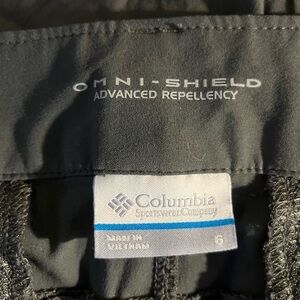 OMNI-SHIELD
ADVANCED REPELLENCY
Columbia
Sportswear Company
MADE IN
VIETNAM
6